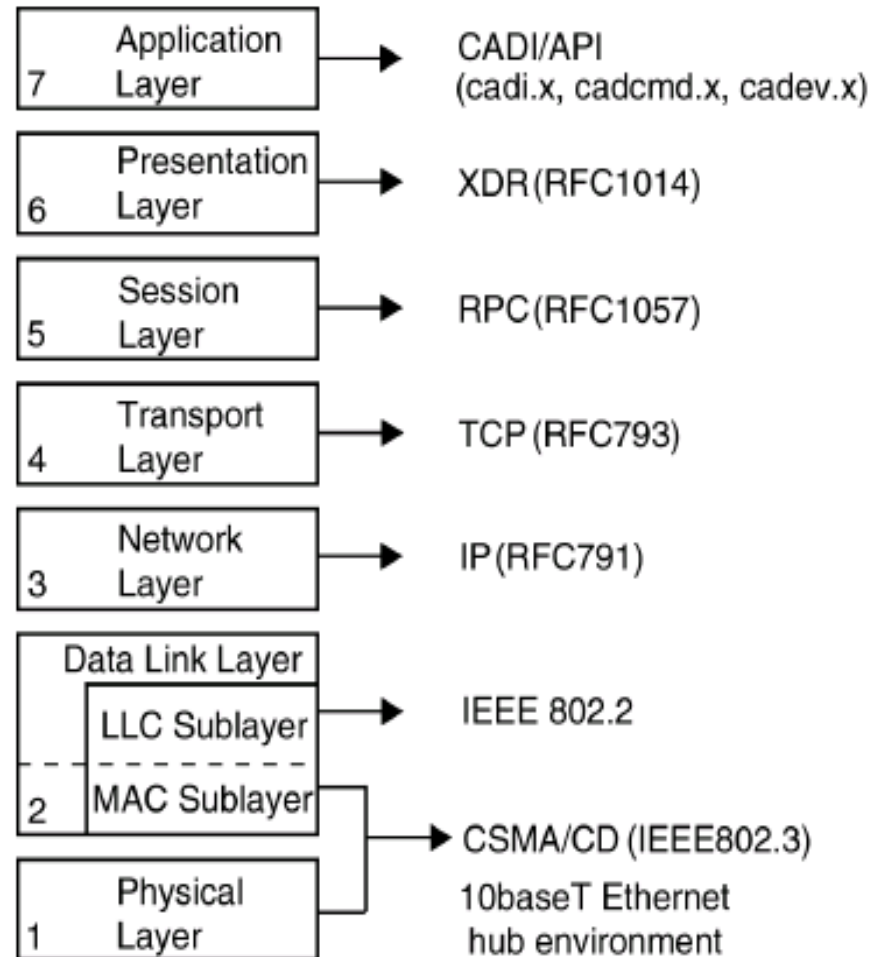 Application
7 Layer
CADI/API
(cadi.x, cadcmd.x, cadev.x)
Presentation
6 Layer
XDR (RFC1014)
Session
5 Layer
RPC (RFC1057)
Transport
4 Layer
TCP (RFC793)
Network
3 Layer
IP (RFC791)
Data Link Layer
LLC Sublayer
IEEE 802.2
2 MAC Sublayer
CSMA/CD (IEEE802.3)
Physical
1 Layer
10baseT Ethernet
hub environment